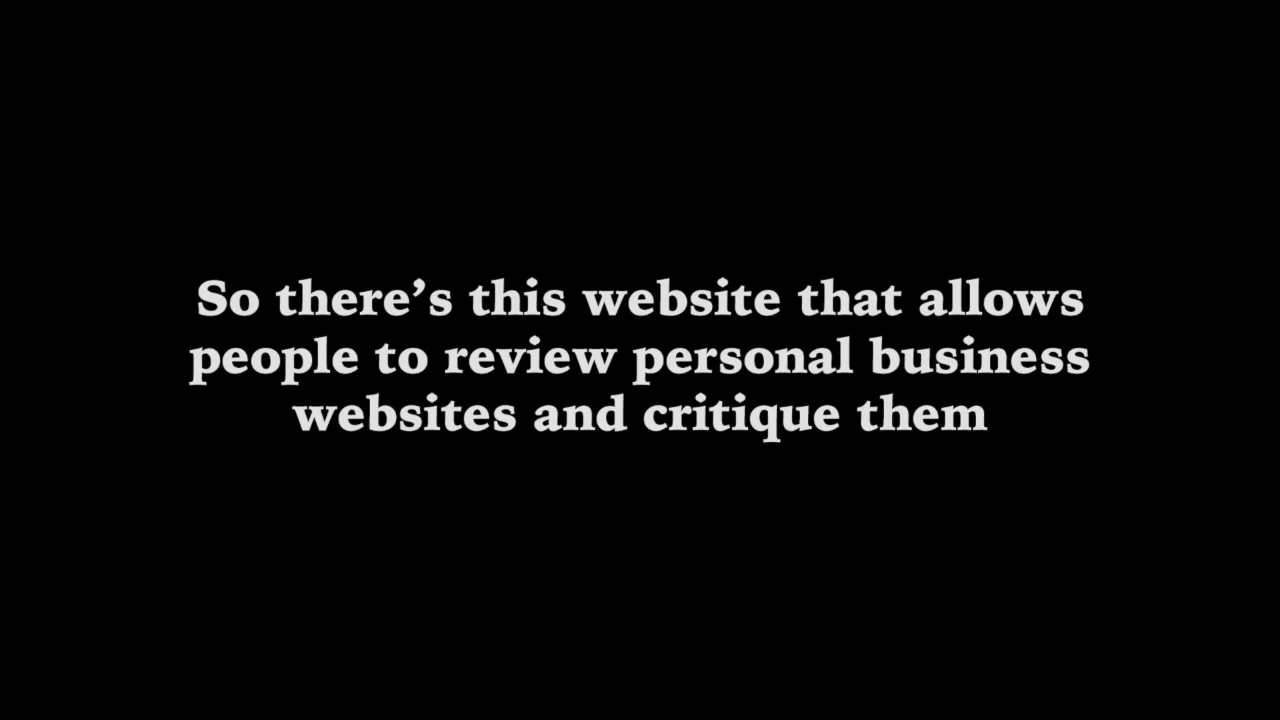 So there’s this website that allows
people to review personal business
websites and critique them